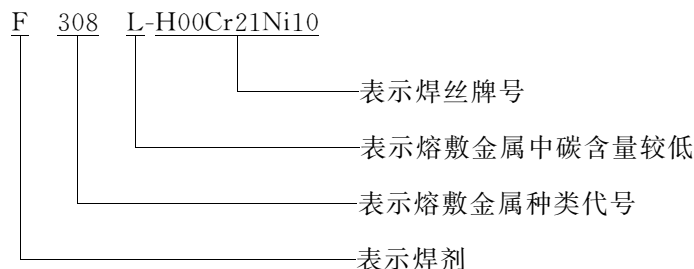 F 308 L-H00Cr21Ni10
表示焊丝牌号
表示熔敷金属中碳含量较低
表示熔敷金属种类代号
表示焊剂